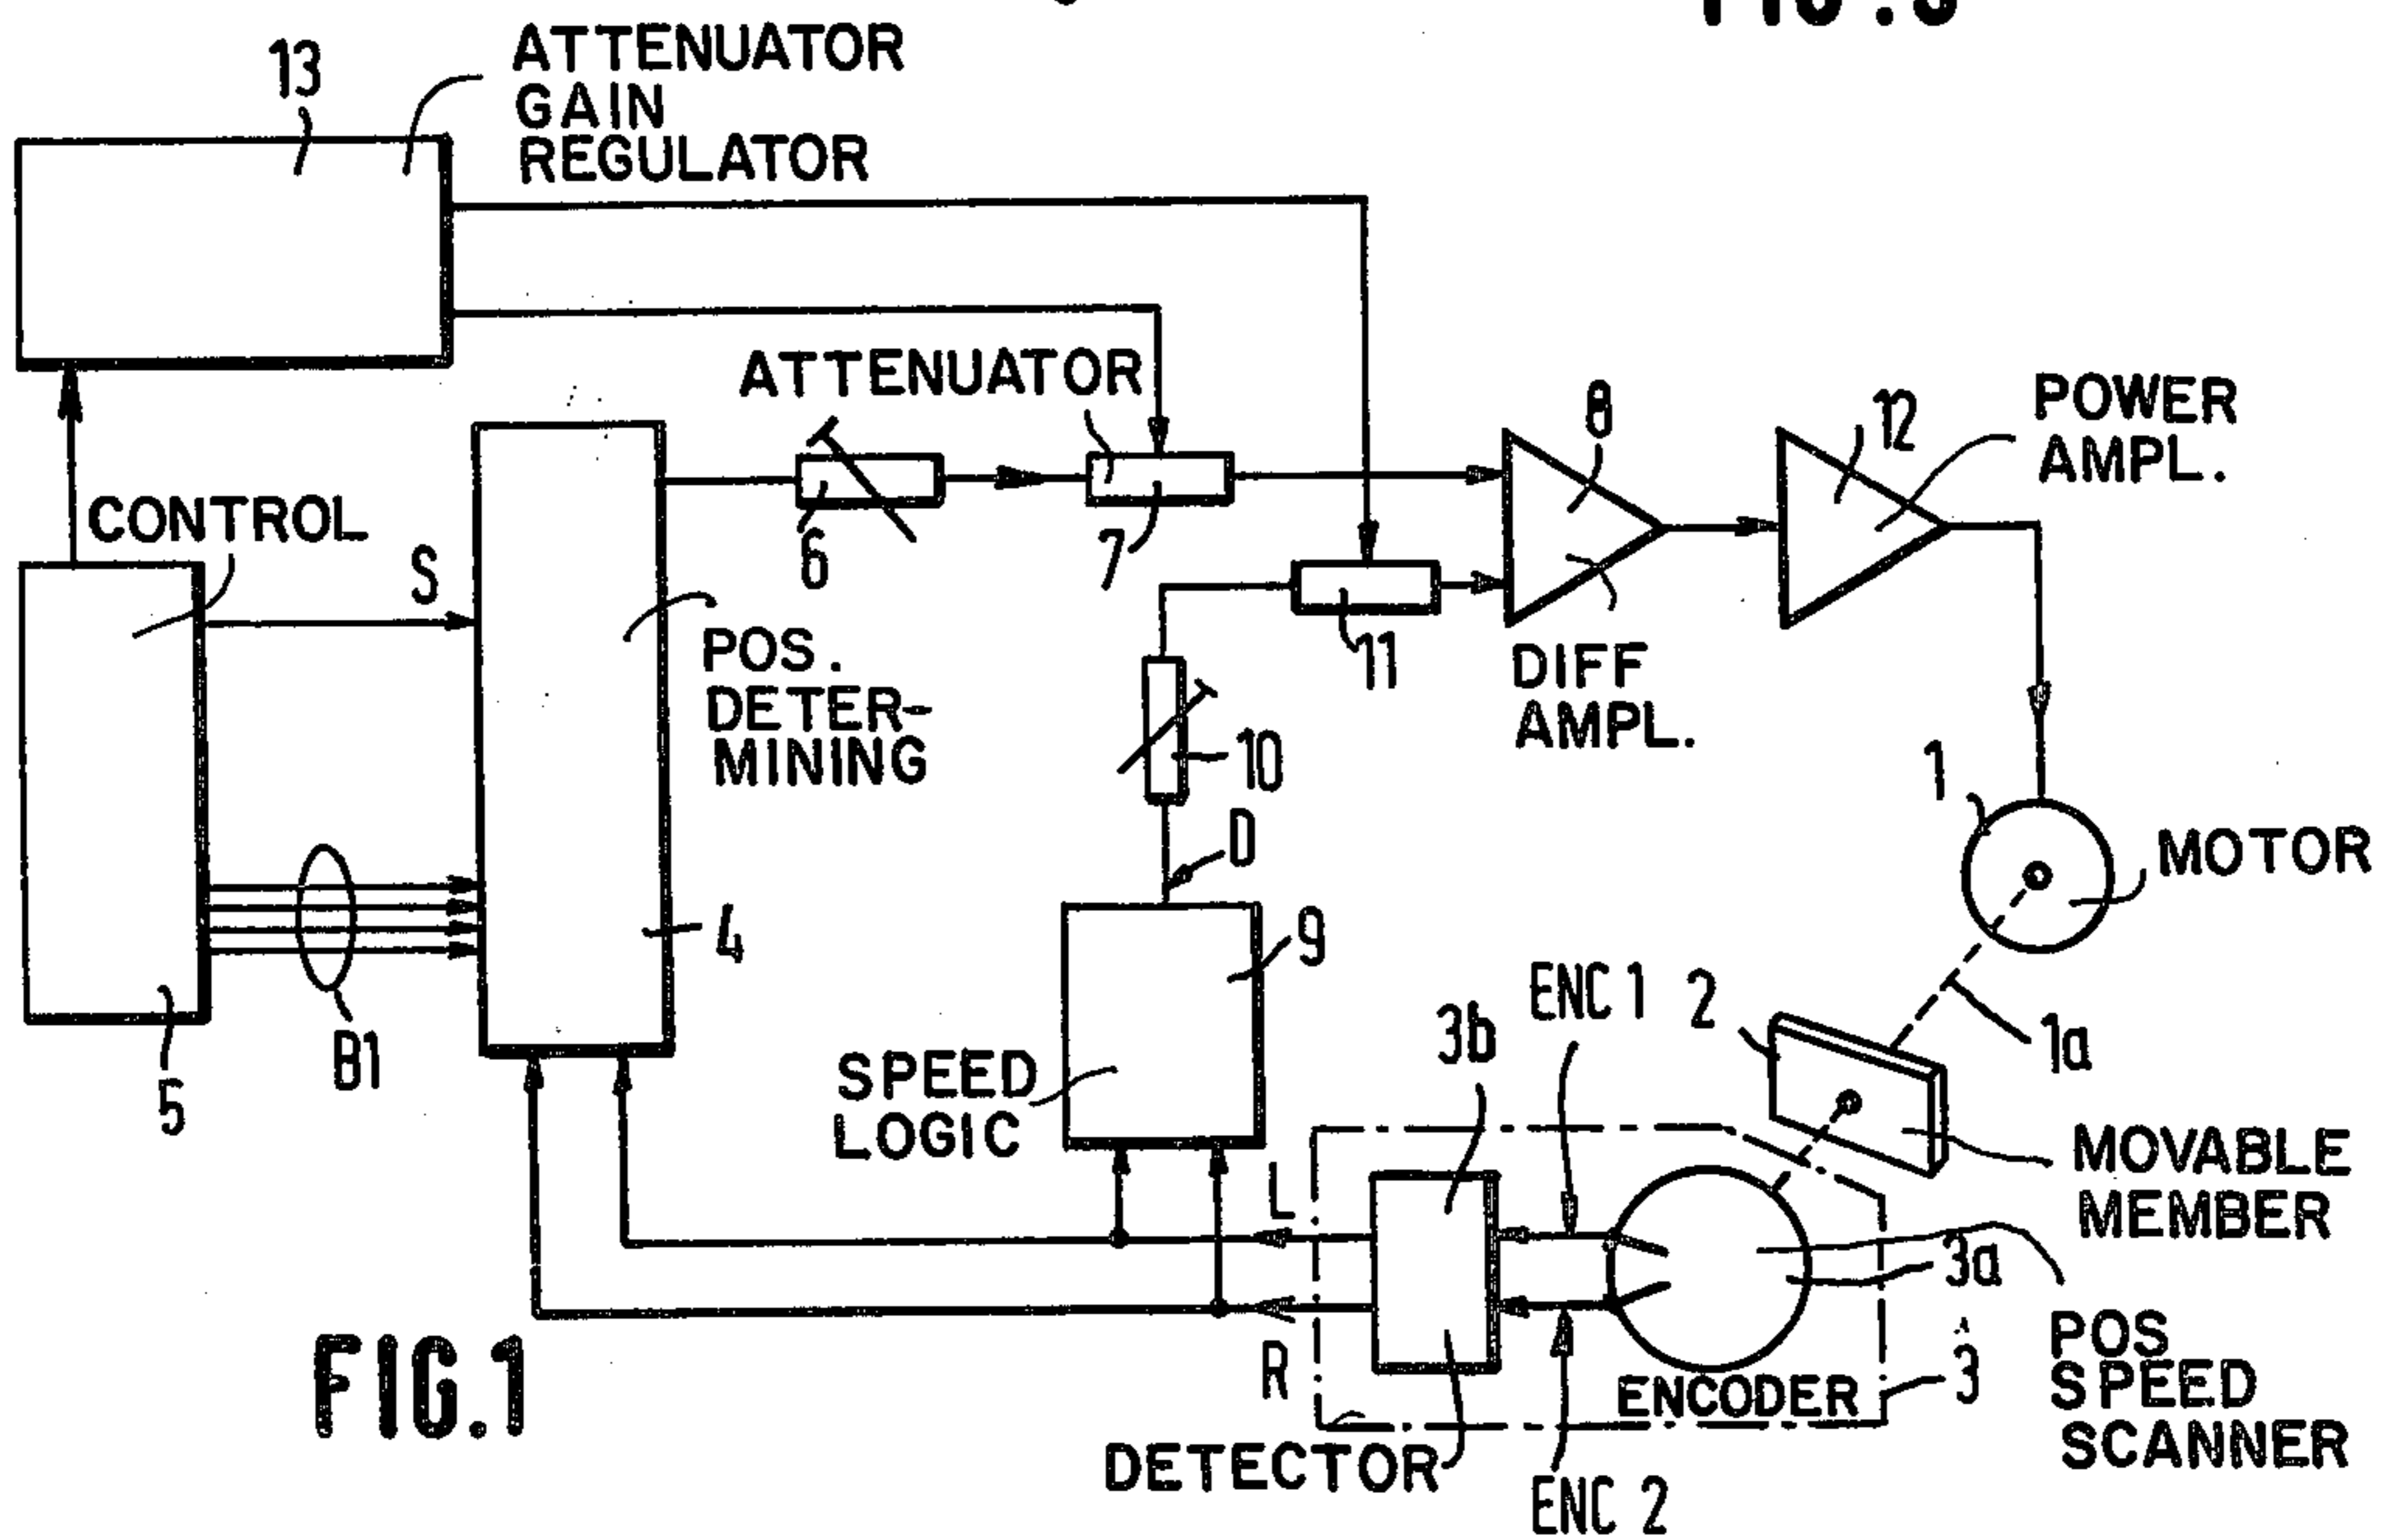 13
ATTENUATOR
GAIN
REGULATOR
ATTENUATOR
8
12
POWER
AMPL.
CONTROL
S
6
7
11
POS.
DETER-
MINING
DIFF
AMPL.
10
1
D
MOTOR
4
9
ENC 1
2
3b
1a
B1
5
SPEED
LOGIC
MOVABLE
MEMBER
L
3a
R
ENCODER
3
POS
SPEED
SCANNER
FIG.1
DETECTOR
ENC 2